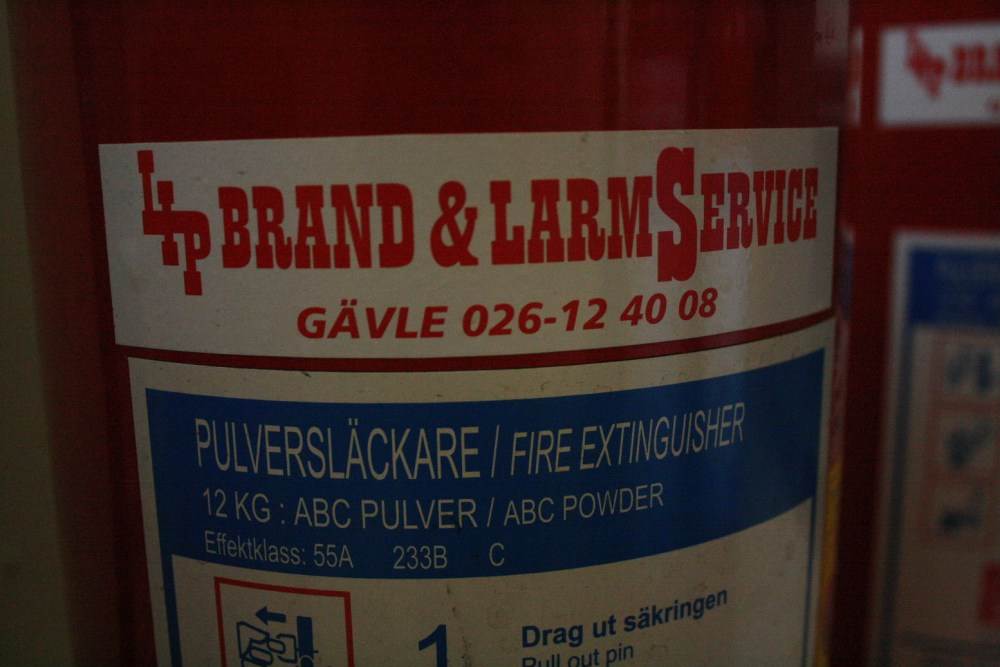 LHP BRAND & LARMSERVICE
GÄVLE 026-12 40 08
PULVERSLÄCKARE / FIRE EXTINGUISHER
12 KG : ABC PULVER / ABC POWDER
Effektklass: 55A 233B C
1 Drag ut säkringen
Pull out pin